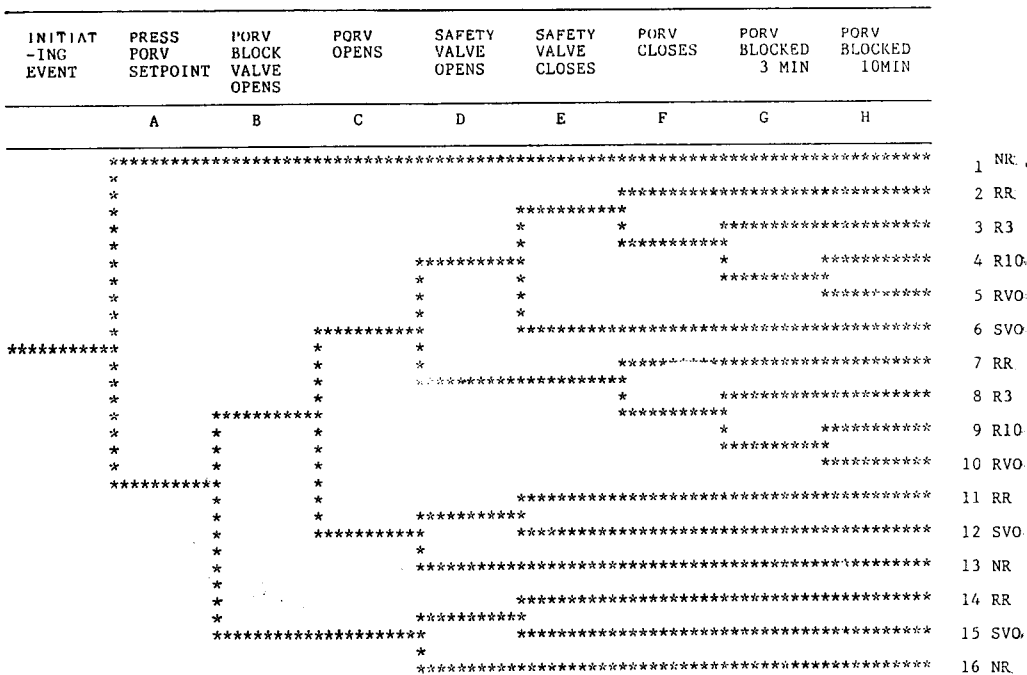 INITIAT PRESS PORV PORV SAFETY SAFETY PORV PORV PORV
-ING PORV BLOCK OPENS VALVE VALVE CLOSES BLOCKED BLOCKED
EVENT SETPOINT VALVE OPENS CLOSES 3 MIN 10MIN
OPENS
A B C D E F G H
1 NR
2 RR
3 R3
4 R10
5 RVO
6 SVO
7 RR
8 R3
9 R10
10 RVO
11 RR
12 SVO
13 NR
14 RR
15 SVO
16 NR